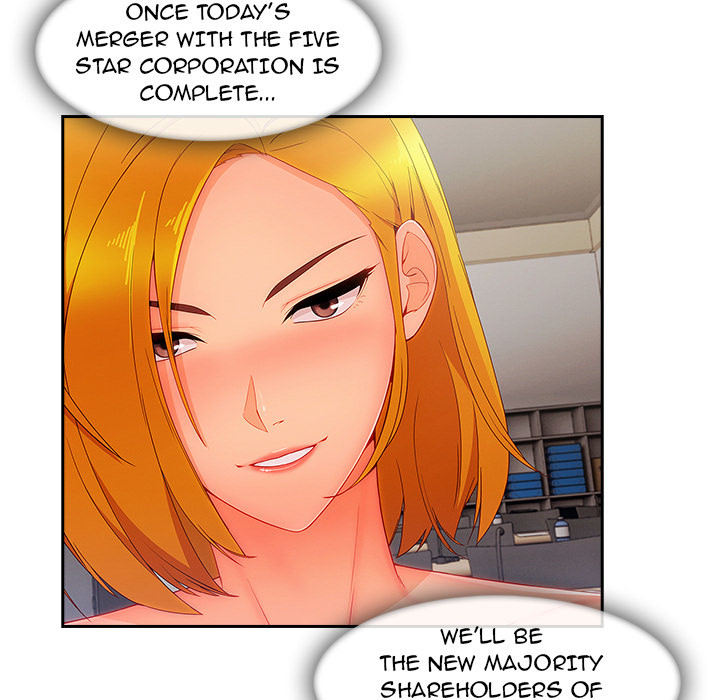 ONCE TODAY'S
MERGER WITH THE FIVE
STAR CORPORATION IS
COMPLETE...
WE'LL BE
THE NEW MAJORITY
SHAREHOLDERS OF